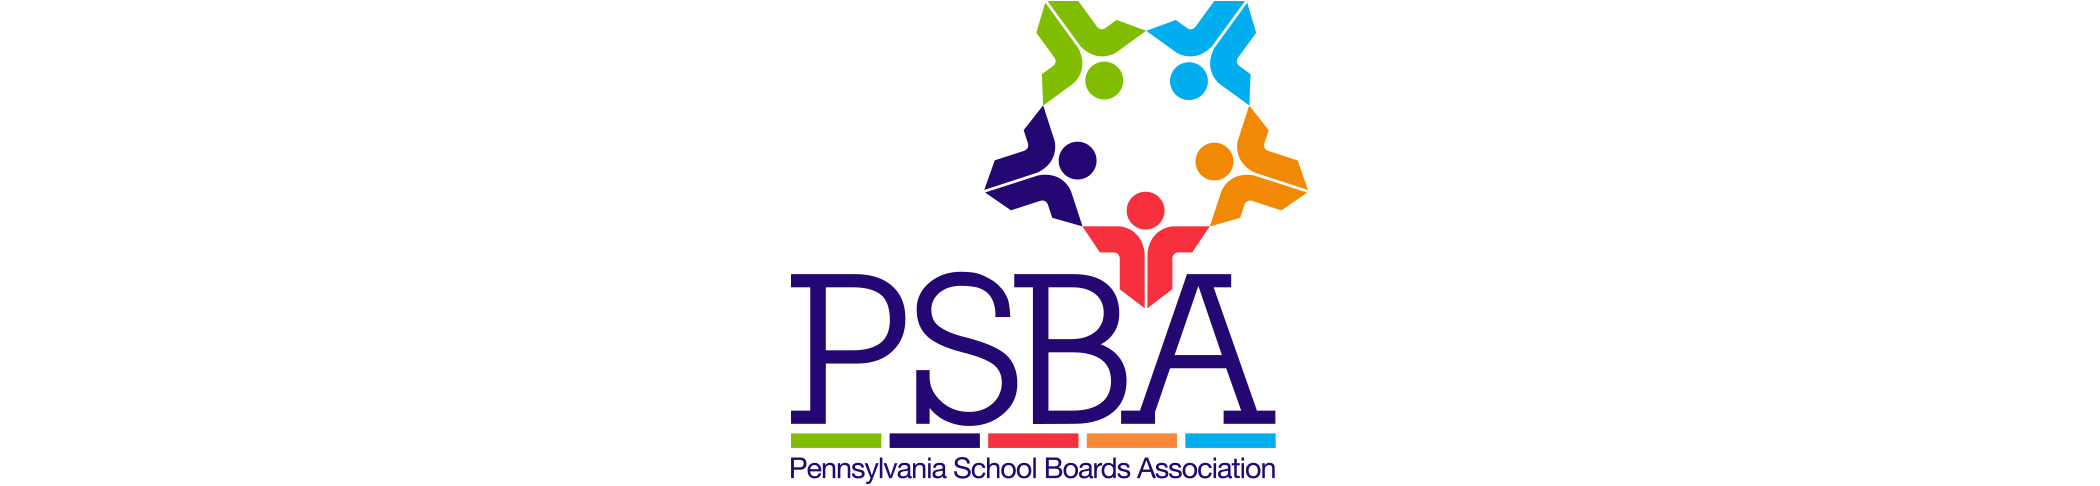 PSBA
Pennsylvania School Boards Association